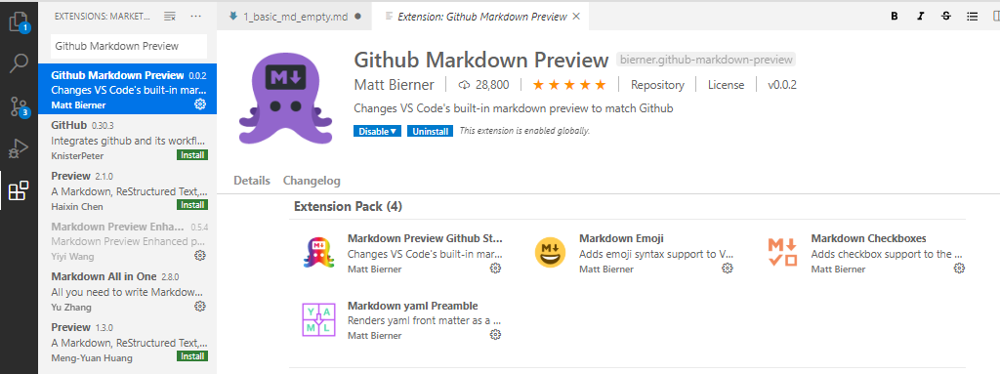 EXTENSIONS: MARKET...
Github Markdown Preview
Github Markdown Preview 0.0.2
Changes VS Code's built-in mar...
Matt Bierner
GitHub 0.30.3
Integrates github and its workfl...
KnisterPeter Install
Preview 2.1.0
A Markdown, ReStructured Text,...
Haixin Chen Install
Markdown Preview Enha... 0.5.4
Markdown Preview Enhanced p...
Yiyi Wang
Markdown All in One 2.8.0
All you need to write Markdow...
Yu Zhang
Preview 1.3.0
A Markdown, ReStructured Text,...
Meng-Yuan Huang Install
1
3
1_basic_md_empty.md
Extension: Github Markdown Preview
B I S
M
Github Markdown Preview bierner.github-markdown-preview
Matt Bierner 28,800 Repository License v0.0.2
Changes VS Code's built-in markdown preview to match Github
Disable Uninstall This extension is enabled globally.
Details Changelog
Extension Pack (4)
M
Markdown Preview Github St...
Changes VS Code's built-in mar...
Matt Bierner
M
Markdown Emoji
Adds emoji syntax support to V...
Matt Bierner
M
Markdown Checkboxes
Adds checkbox support to the ...
Matt Bierner
Y A
M L
Markdown yaml Preamble
Renders yaml front matter as a ...
Matt Bierner